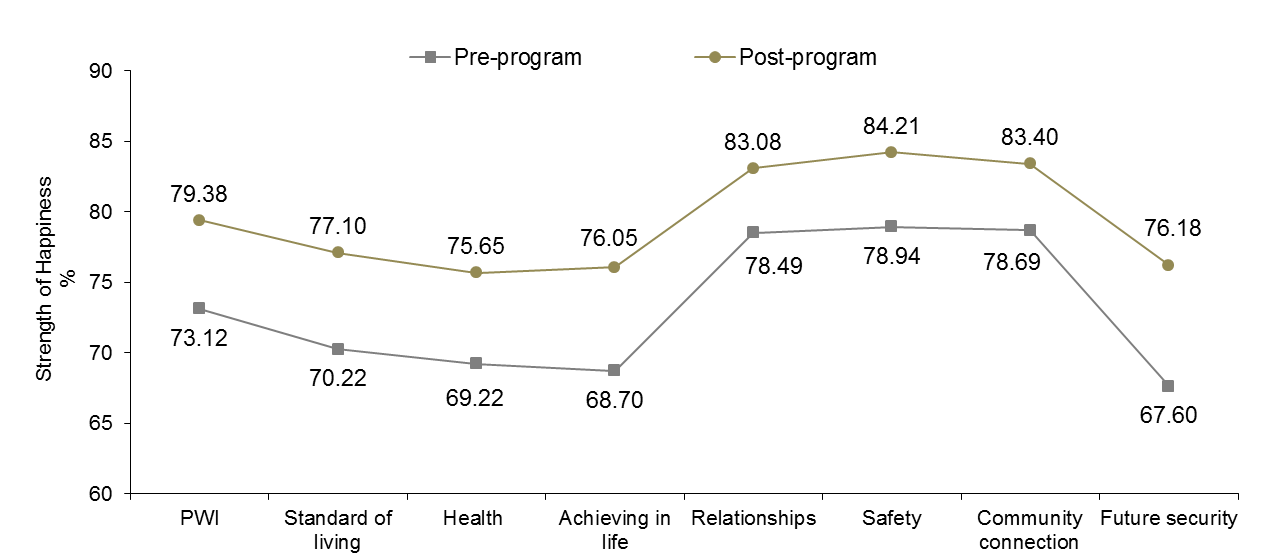 Pre-program
Post-program
Strength of Happiness
%
90
85
80
75
70
65
60
79.38
77.10
75.65
76.05
83.08
84.21
83.40
76.18
73.12
70.22
69.22
68.70
78.49
78.94
78.69
67.60
PWI
Standard of
living
Health
Achieving in
life
Relationships
Safety
Community
connection
Future security